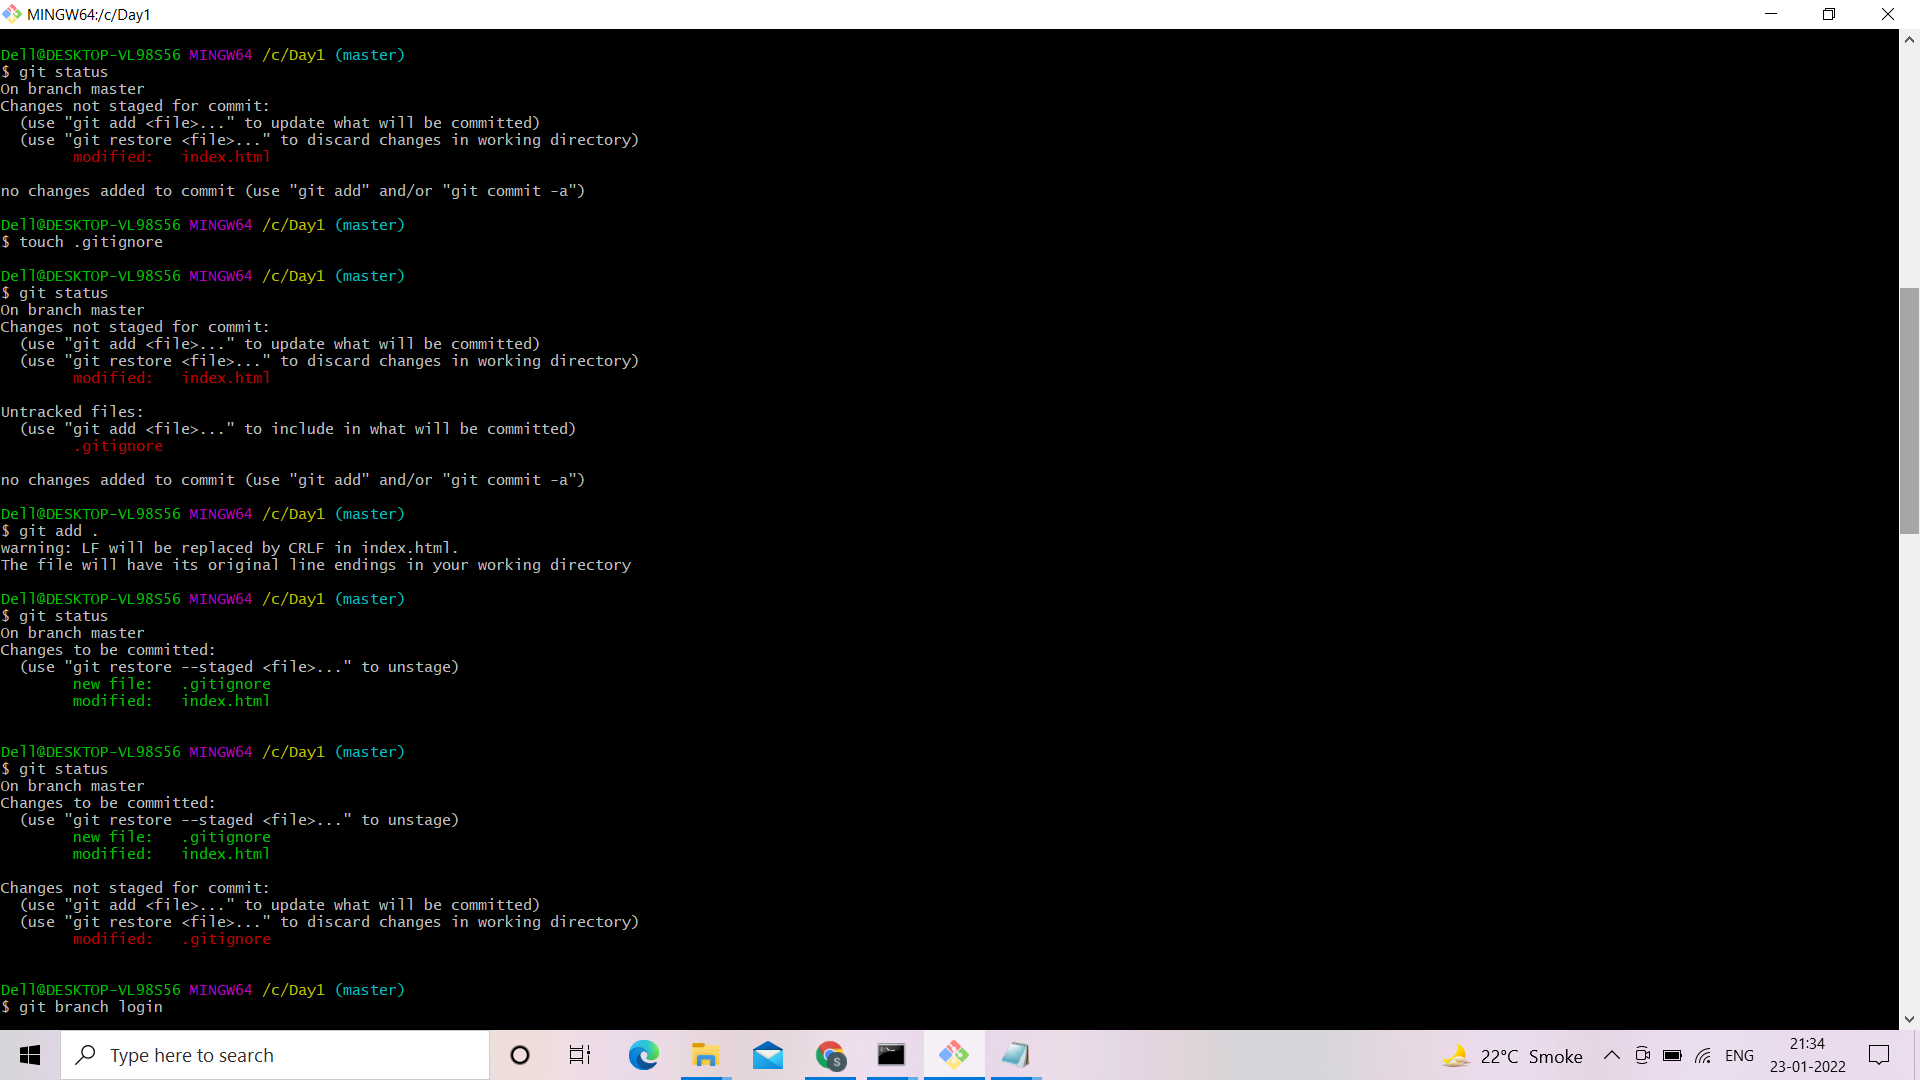 MINGW64:/c/Day1
Dell@DESKTOP-VL98S56 MINGW64 /c/Day1 (master)
$ git status
On branch master
Changes not staged for commit:
  (use "git add <file>..." to update what will be committed)
  (use "git restore <file>..." to discard changes in working directory)
        modified:   index.html
no changes added to commit (use "git add" and/or "git commit -a")
Dell@DESKTOP-VL98S56 MINGW64 /c/Day1 (master)
$ touch .gitignore
Dell@DESKTOP-VL98S56 MINGW64 /c/Day1 (master)
$ git status
On branch master
Changes not staged for commit:
  (use "git add <file>..." to update what will be committed)
  (use "git restore <file>..." to discard changes in working directory)
        modified:   index.html
Untracked files:
  (use "git add <file>..." to include in what will be committed)
        .gitignore
no changes added to commit (use "git add" and/or "git commit -a")
Dell@DESKTOP-VL98S56 MINGW64 /c/Day1 (master)
$ git add .
warning: LF will be replaced by CRLF in index.html.
The file will have its original line endings in your working directory
Dell@DESKTOP-VL98S56 MINGW64 /c/Day1 (master)
$ git status
On branch master
Changes to be committed:
  (use "git restore --staged <file>..." to unstage)
        new file:   .gitignore
        modified:   index.html
Dell@DESKTOP-VL98S56 MINGW64 /c/Day1 (master)
$ git status
On branch master
Changes to be committed:
  (use "git restore --staged <file>..." to unstage)
        new file:   .gitignore
        modified:   index.html
Changes not staged for commit:
  (use "git add <file>..." to update what will be committed)
  (use "git restore <file>..." to discard changes in working directory)
        modified:   .gitignore
Dell@DESKTOP-VL98S56 MINGW64 /c/Day1 (master)
$ git branch login
Type here to search
S
22°C Smoke
ENG
21:34
23-01-2022